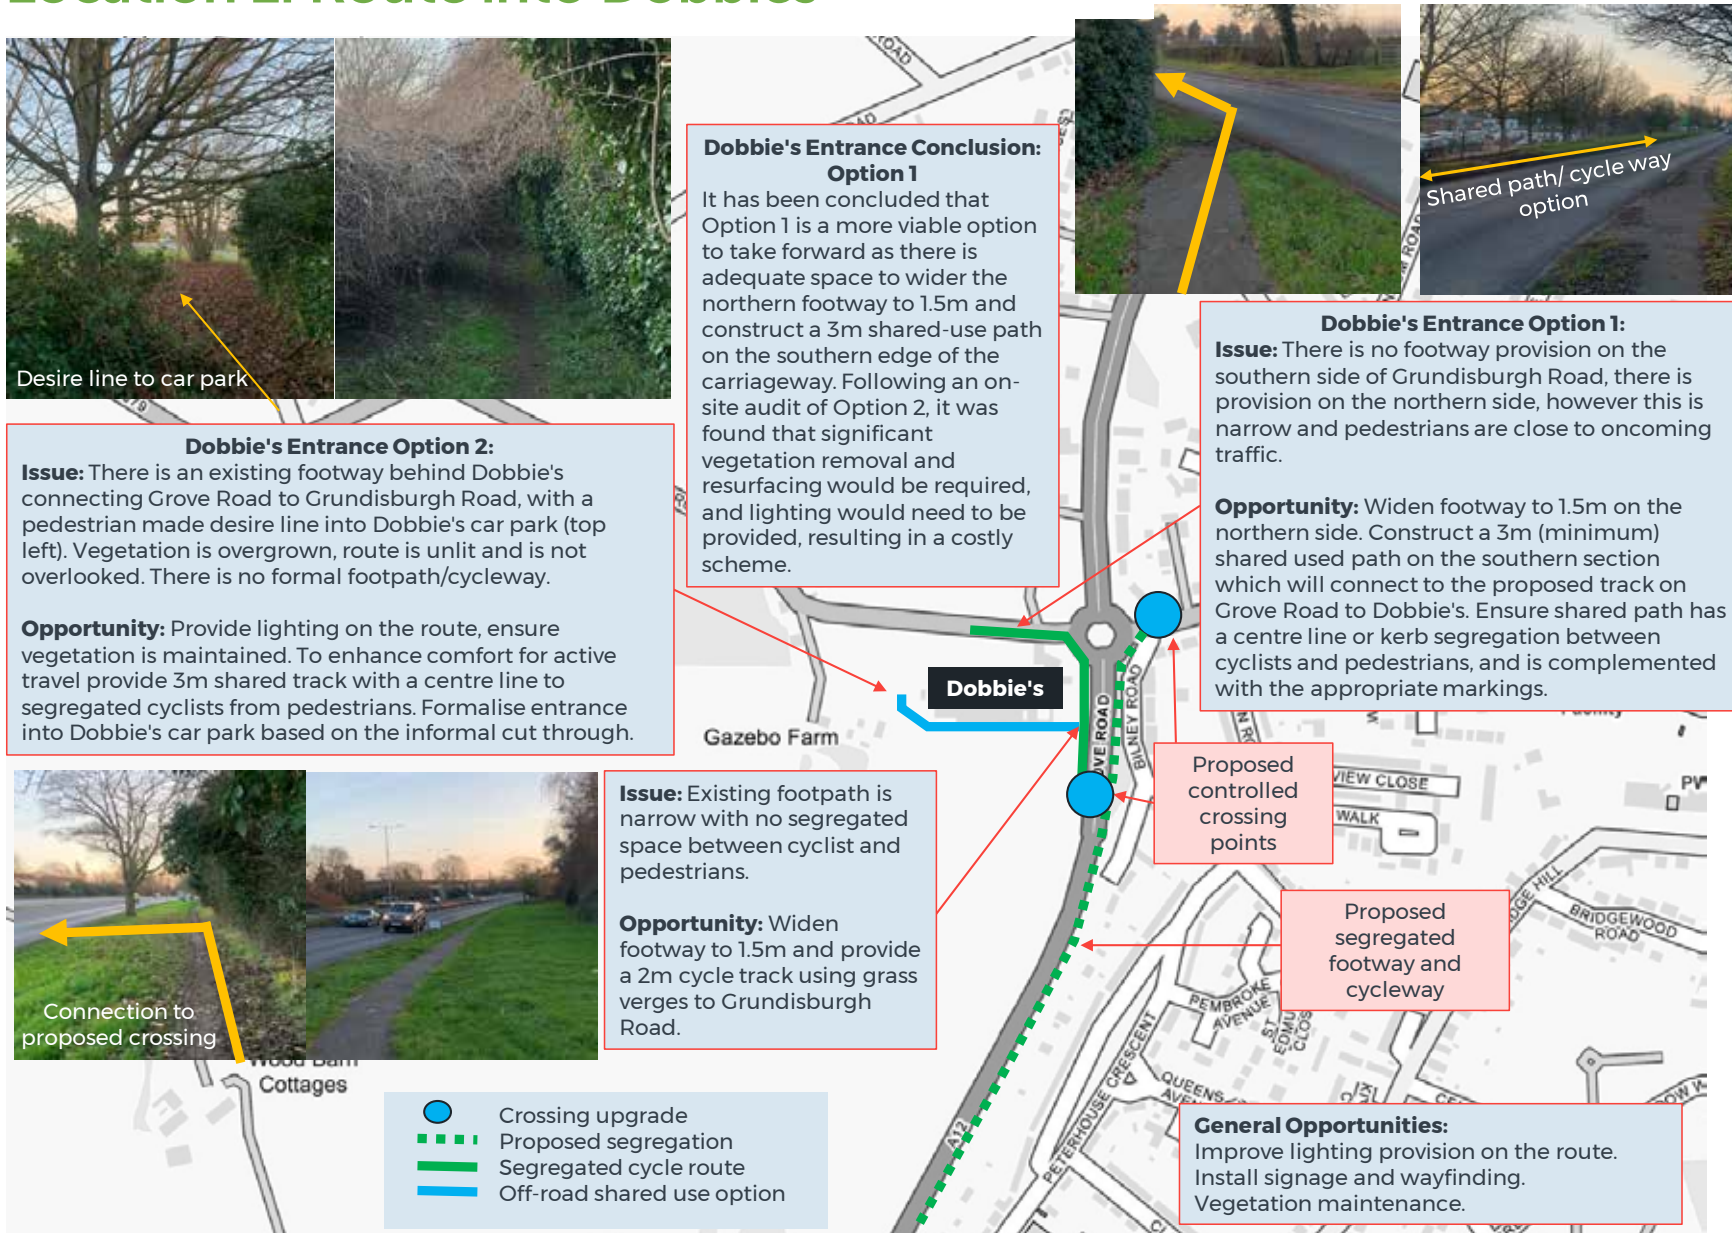 Location 2: Route into Dobbies
Desire line to car park
Shared path/ cycle way
option
Dobbie's Entrance Conclusion:
Option 1
It has been concluded that
Option 1 is a more viable option
to take forward as there is
adequate space to wider the
northern footway to 1.5m and
construct a 3m shared-use path
on the southern edge of the
carriageway. Following an on-
site audit of Option 2, it was
found that significant
vegetation removal and
resurfacing would be required,
and lighting would need to be
provided, resulting in a costly
scheme.
Dobbie's Entrance Option 1:
Issue: There is no footway provision on the
southern side of Grundisburgh Road, there is
provision on the northern side, however this is
narrow and pedestrians are close to oncoming
traffic.
Opportunity: Widen footway to 1.5m on the
northern side. Construct a 3m (minimum)
shared used path on the southern section
which will connect to the proposed track on
Grove Road to Dobbie's. Ensure shared path has
a centre line or kerb segregation between
cyclists and pedestrians, and is complemented
with the appropriate markings.
Dobbie's Entrance Option 2:
Issue: There is an existing footway behind Dobbie's
connecting Grove Road to Grundisburgh Road, with a
pedestrian made desire line into Dobbie's car park (top
left). Vegetation is overgrown, route is unlit and is not
overlooked. There is no formal footpath/cycleway.
Opportunity: Provide lighting on the route, ensure
vegetation is maintained. To enhance comfort for active
travel provide 3m shared track with a centre line to
segregated cyclists from pedestrians. Formalise entrance
into Dobbie's car park based on the informal cut through.
Dobbie's
Gazebo Farm
BILNEY ROAD
Proposed
controlled
crossing
points
VIEW CLOSE
WALK
Issue: Existing footpath is
narrow with no segregated
space between cyclist and
pedestrians.
Opportunity: Widen
footway to 1.5m and provide
a 2m cycle track using grass
verges to Grundisburgh
Road.
Connection to
proposed crossing
Proposed
segregated
footway and
cycleway
BRIDGEWOOD
ROAD
PEMBROKE
AVENUE
PETERHOUSE CRESCENT
QUEENS
A12
Cottages
Crossing upgrade
Proposed segregation
Segregated cycle route
Off-road shared use option
General Opportunities:
Improve lighting provision on the route.
Install signage and wayfinding.
Vegetation maintenance.